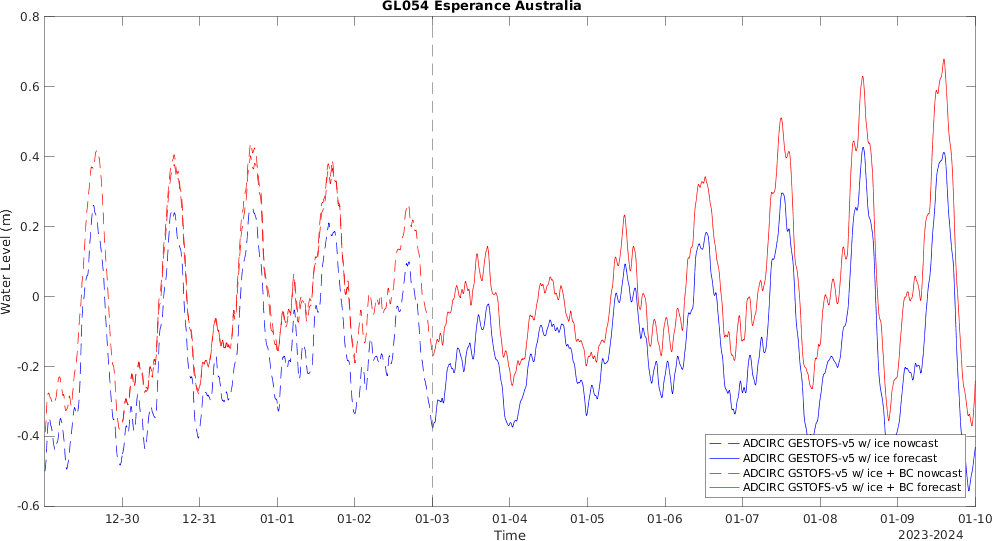 GL054 Esperance Australia
0.8
0.6
0.4
0.2
0
-0.2
-0.4
-0.6
Water Level (m)
ADCIRC GESTOFS-v5 w/ ice nowcast
ADCIRC GESTOFS-v5 w/ ice forecast
ADCIRC GSTOFS-v5 w/ ice + BC nowcast
ADCIRC GSTOFS-v5 w/ ice + BC forecast
12-30 12-31 01-01 01-02 01-03 01-04 01-05 01-06 01-07 01-08 01-09 01-10
Time
2023-2024